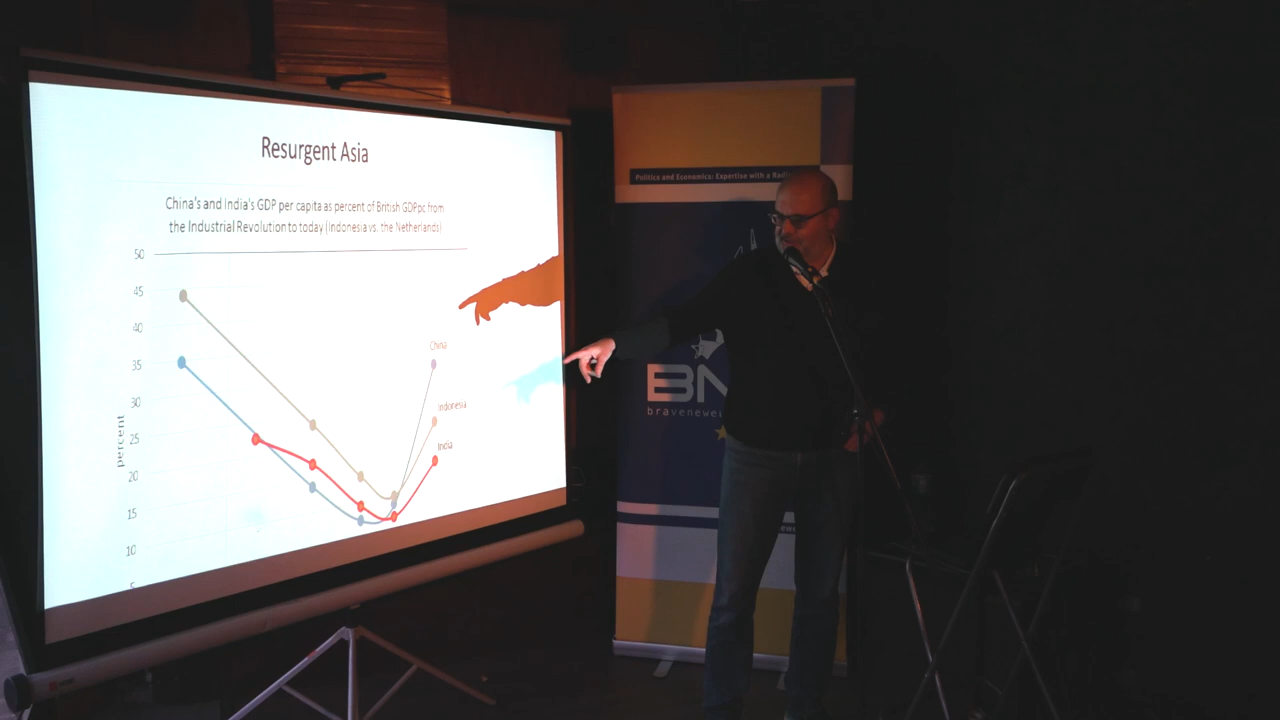 Resurgent Asia
China's and India's GDP per capita as percent of British GDPpc from
the Industrial Revolution to today (Indonesia vs. the Netherlands)
50
45
40
35
30
25
20
15
10
5
percent
China
Indonesia
India
Politics and Economics: Expertise with a Rad
BN
braveneweu